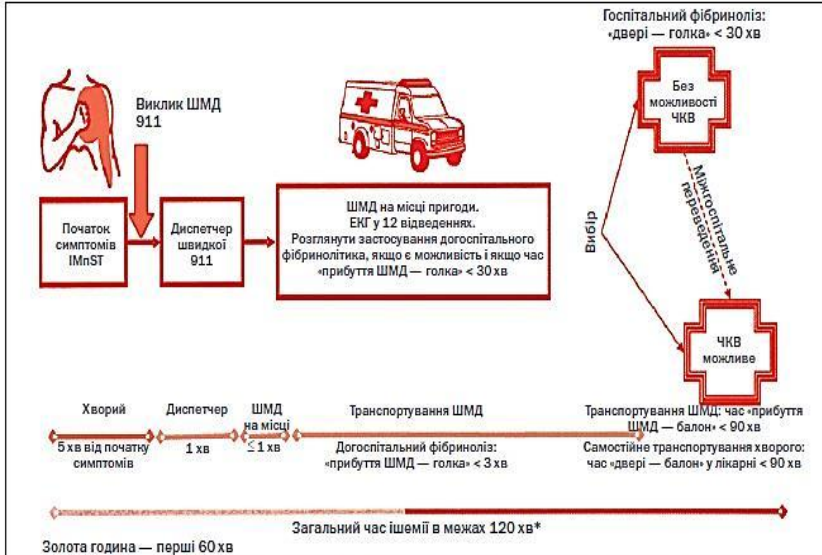 Госпітальний фібриноліз:
«двері — голка» < 30 хв
Без
можливості
ЧКВ
Виклик ШМД
911
Початок
симптомів
IMnST
Диспетчер
швидкої
911
ШМД на місці пригоди.
ЕКГ у 12 відведеннях.
Розглянути застосування догоспітального
фібринолітика, якщо є можливість і якщо час
«прибуття ШМД — голка» < 30 хв
Вибір
Міжгоспітальне
переведення
ЧКВ
можливе
Хворий
Диспетчер
ШМД
на місці
Транспортування ШМД
Транспортування ШМД: час «прибуття
ШМД — балон» < 90 хв
5 хв від початку
симптомів
1 хв
≤ 1 хв
Догоспітальний фібриноліз:
«прибуття ШМД — голка» < 3 хв
Самостійне транспортування хворого:
час «двері — балон» у лікарні < 90 хв
Загальний час ішемії в межах 120 хв*
Золота година — перші 60 хв